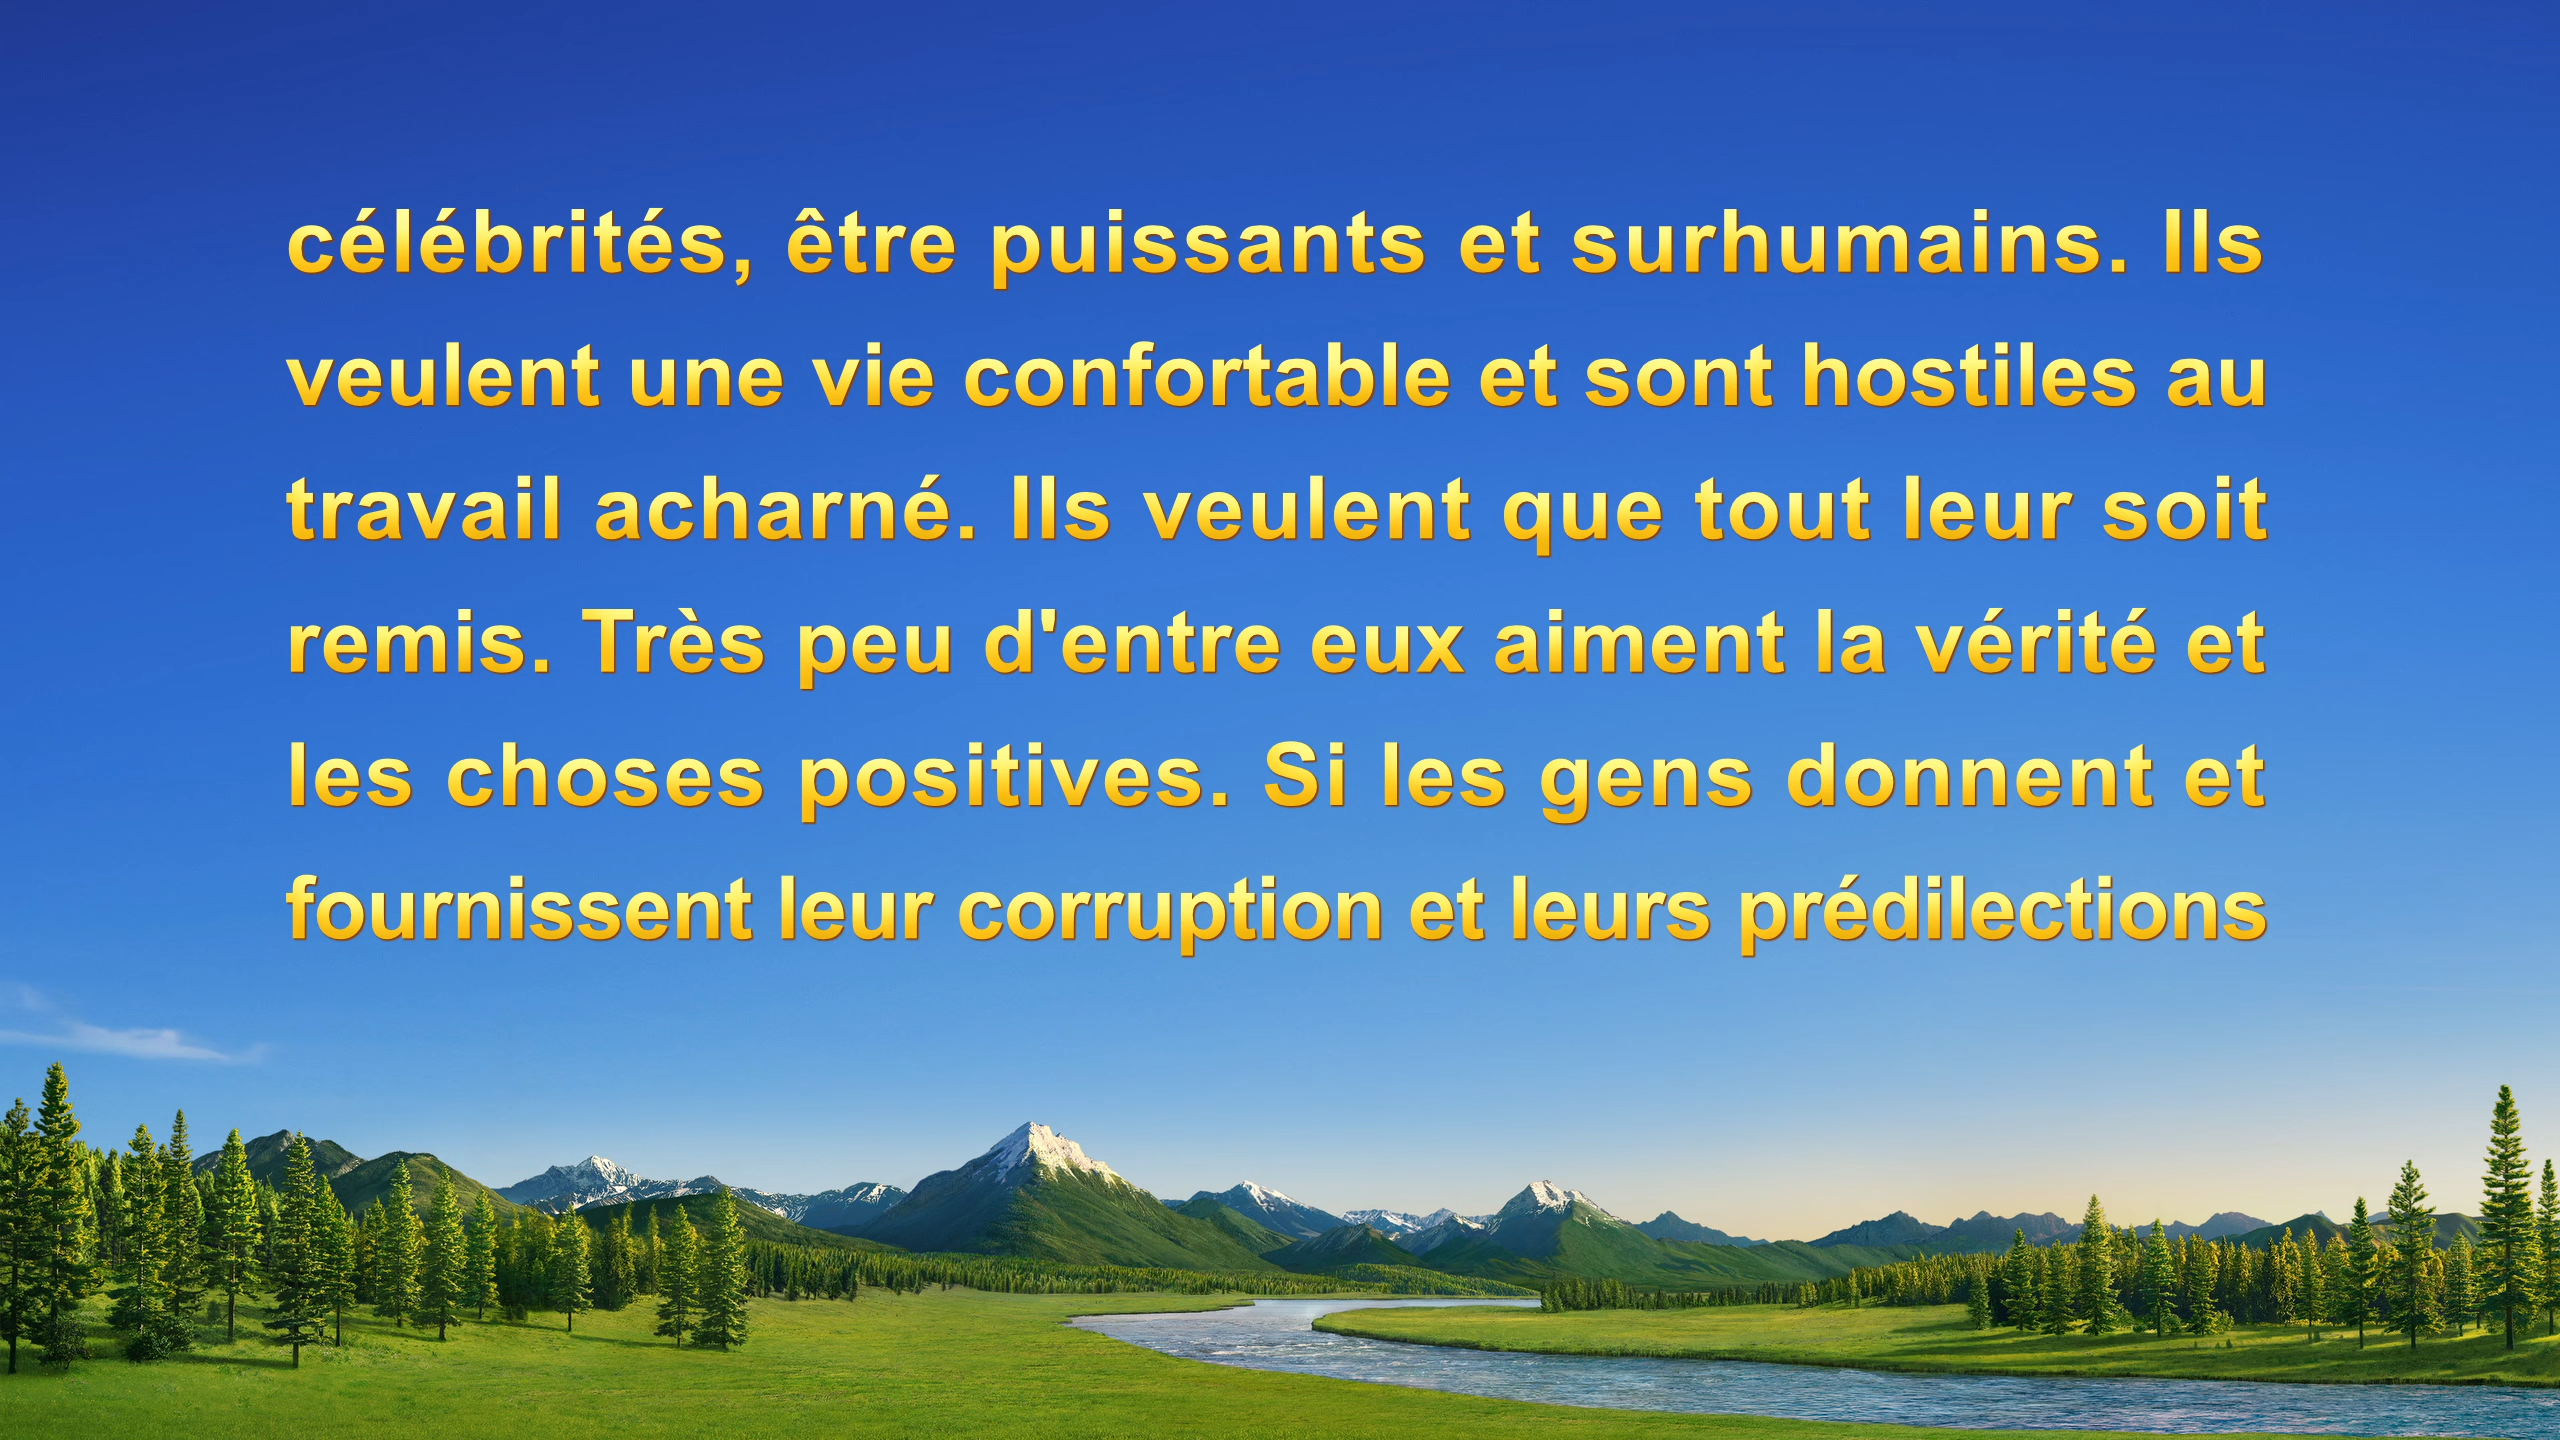 célébrités, être puissants et surhumains. Ils
veulent une vie confortable et sont hostiles au
travail acharné. Ils veulent que tout leur soit
remis. Très peu d'entre eux aiment la vérité et
les choses positives. Si les gens donnent et
fournissent leur corruption et leurs prédilections